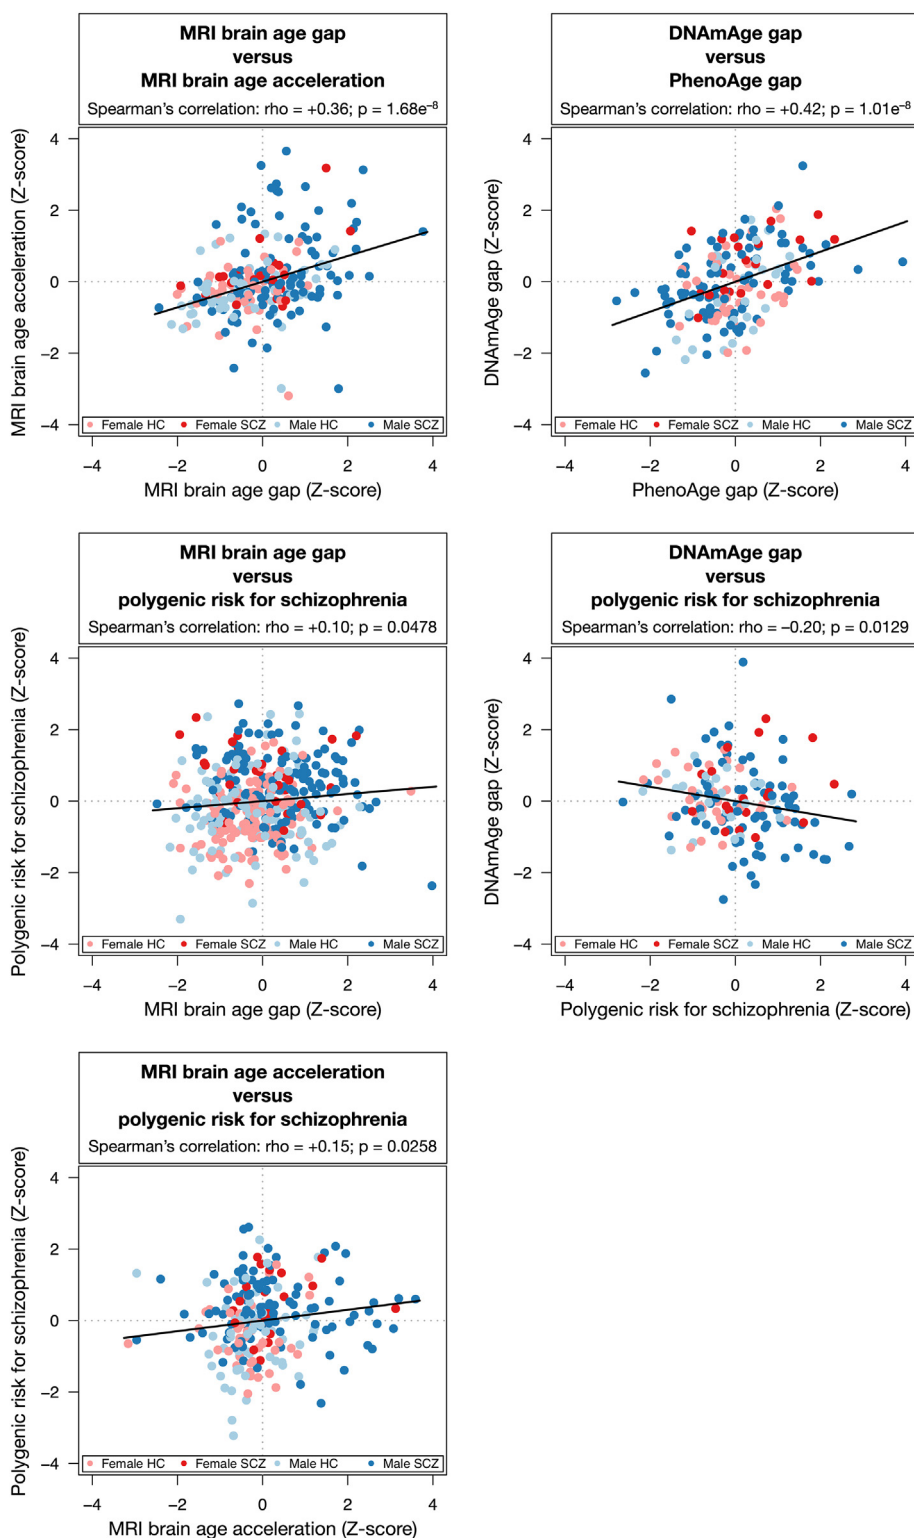 MRI brain age gap
versus
MRI brain age acceleration
Spearman's correlation: rho = +0.36; p = 1.68e⁻⁸
MRI brain age acceleration (Z-score)
4
2
0
−2
−4
Female HC Female SCZ Male HC Male SCZ
−4 −2 0 2 4
MRI brain age gap (Z-score)
DNAmAge gap
versus
PhenoAge gap
Spearman's correlation: rho = +0.42; p = 1.01e⁻⁸
DNAmAge gap (Z-score)
4
2
0
−2
−4
Female HC Female SCZ Male HC Male SCZ
−4 −2 0 2 4
PhenoAge gap (Z-score)
MRI brain age gap
versus
polygenic risk for schizophrenia
Spearman's correlation: rho = +0.10; p = 0.0478
Polygenic risk for schizophrenia (Z-score)
4
2
0
−2
−4
Female HC Female SCZ Male HC Male SCZ
−4 −2 0 2 4
MRI brain age gap (Z-score)
DNAmAge gap
versus
polygenic risk for schizophrenia
Spearman's correlation: rho = −0.20; p = 0.0129
DNAmAge gap (Z-score)
4
2
0
−2
−4
Female HC Female SCZ Male HC Male SCZ
−4 −2 0 2 4
Polygenic risk for schizophrenia (Z-score)
MRI brain age acceleration
versus
polygenic risk for schizophrenia
Spearman's correlation: rho = +0.15; p = 0.0258
Polygenic risk for schizophrenia (Z-score)
4
2
0
−2
−4
Female HC Female SCZ Male HC Male SCZ
−4 −2 0 2 4
MRI brain age acceleration (Z-score)